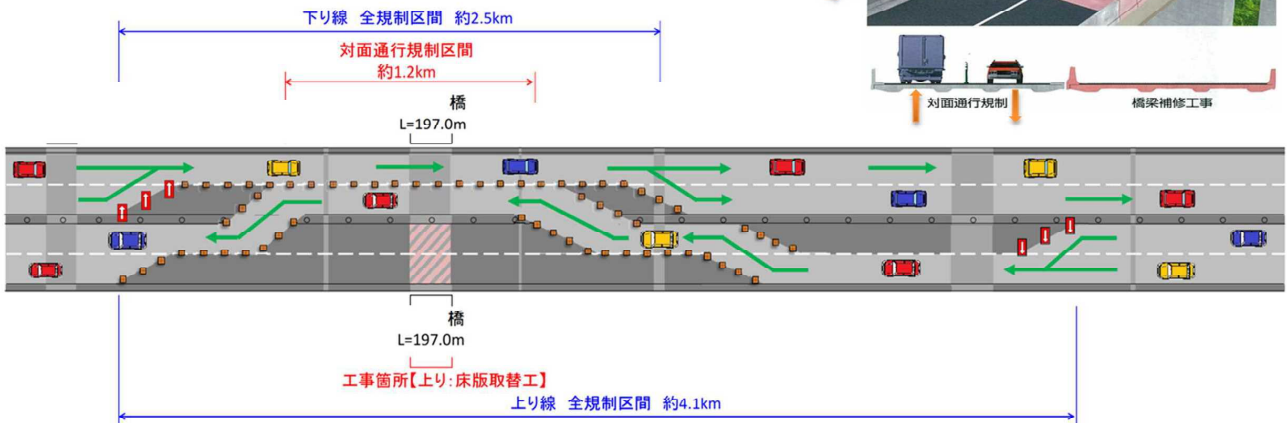 下り線 全規制区間 約2.5km
対面通行規制区間
約1.2km
橋
L=197.0m
対面通行規制
橋梁補修工事
橋
L=197.0m
工事箇所【上り:床版取替工】
上り線 全規制区間 約4.1km